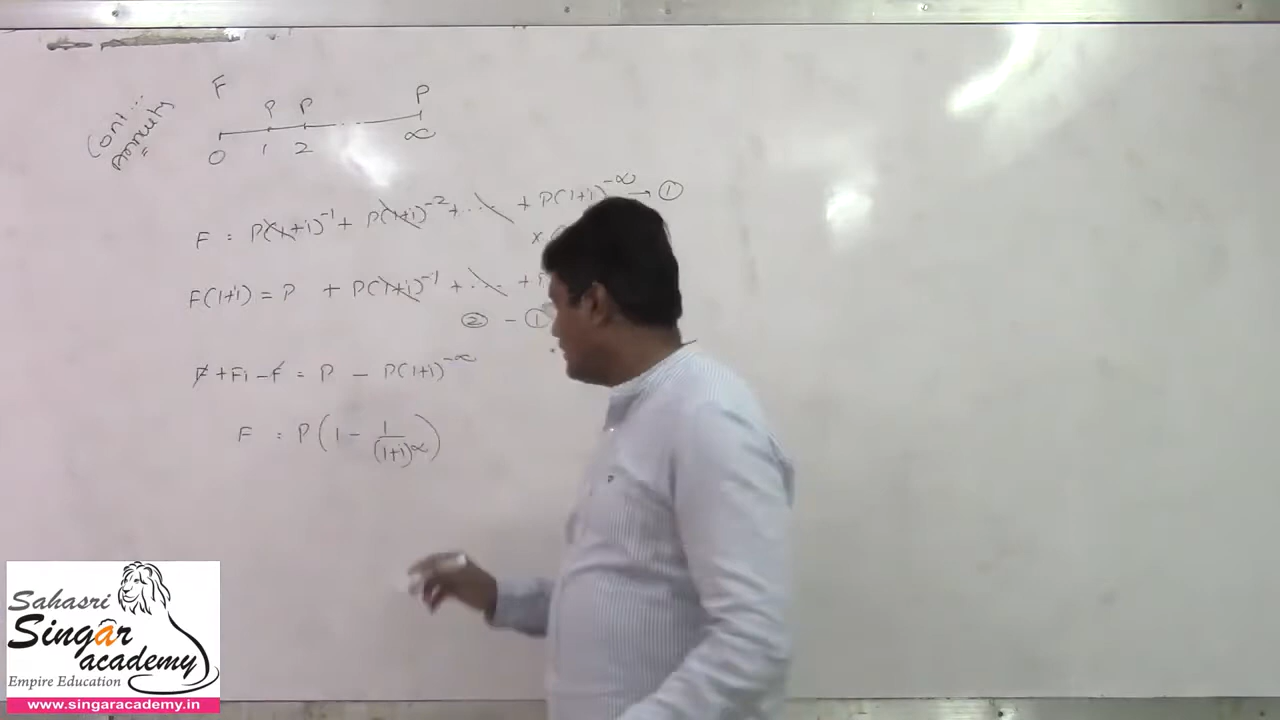 Cont...
Annuity
F
P P P
0 1 2 ∞
F = P(1+i)⁻¹ + P(1+i)⁻² + ... + P(1+i)^-∞ → ①
×
F(1+i) = P + P(1+i)⁻¹ + ... +
② - ①
F + Fi - F = P - P(1+i)^-∞
F = P(1 - 1/(1+i)^∞)
Sahasri
Singar
academy
Empire Education
www.singaracademy.in